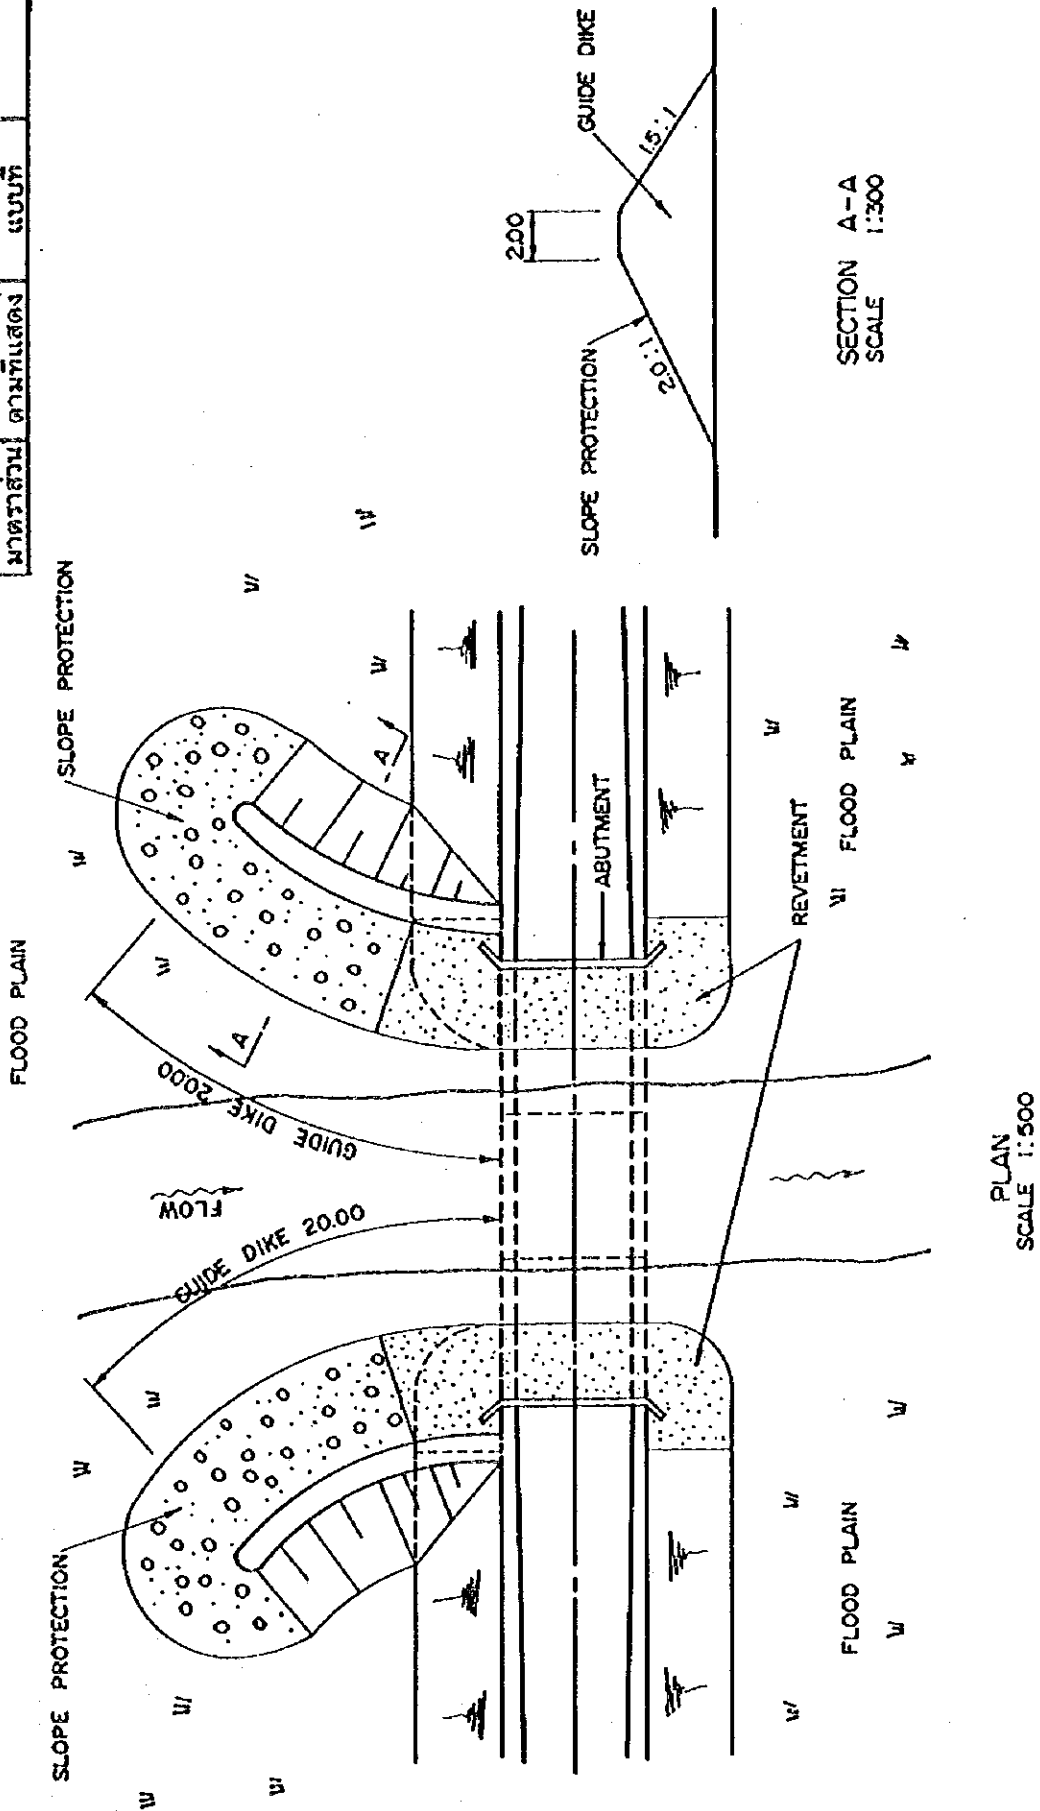 มาตราส่วน ตามที่แสดง แบบที่
FLOOD PLAIN
SLOPE PROTECTION
SLOPE PROTECTION
GUIDE DIKE 20.00
FLOW
GUIDE DIKE 20.00
A
A
ABUTMENT
REVETMENT
FLOOD PLAIN
FLOOD PLAIN
PLAN
SCALE 1:500
2.00
SLOPE PROTECTION
2.0:1
1.5:1
GUIDE DIKE
SECTION A-A
SCALE 1:300